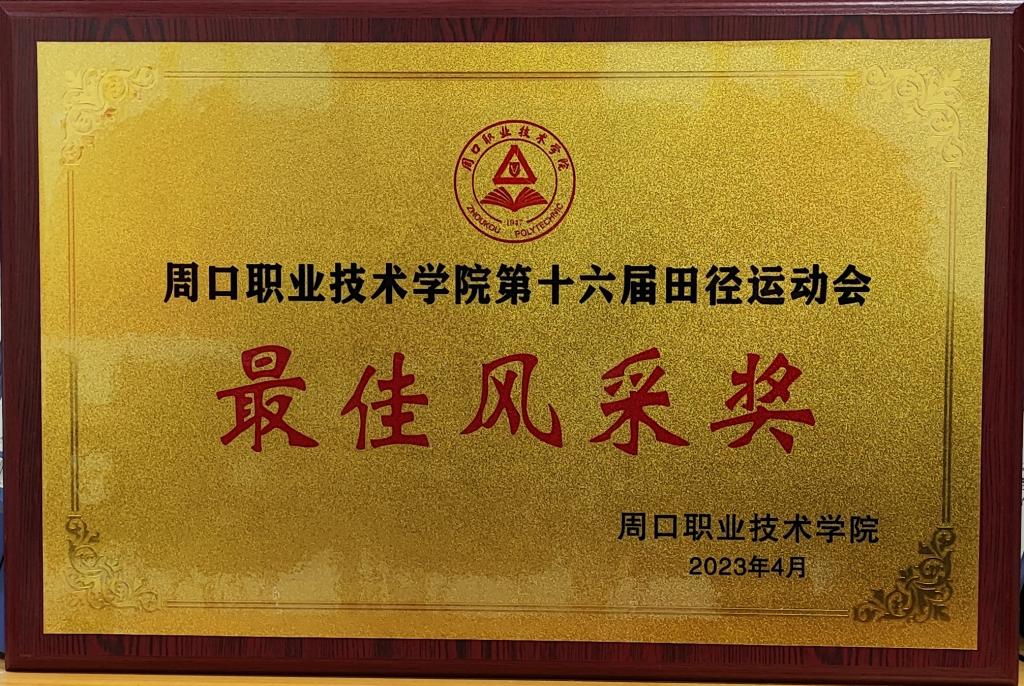 周口职业技术学院
1947
ZHOUKOU POLYTECHNIC
周口职业技术学院第十六届田径运动会
最佳风采奖
周口职业技术学院
2023年4月